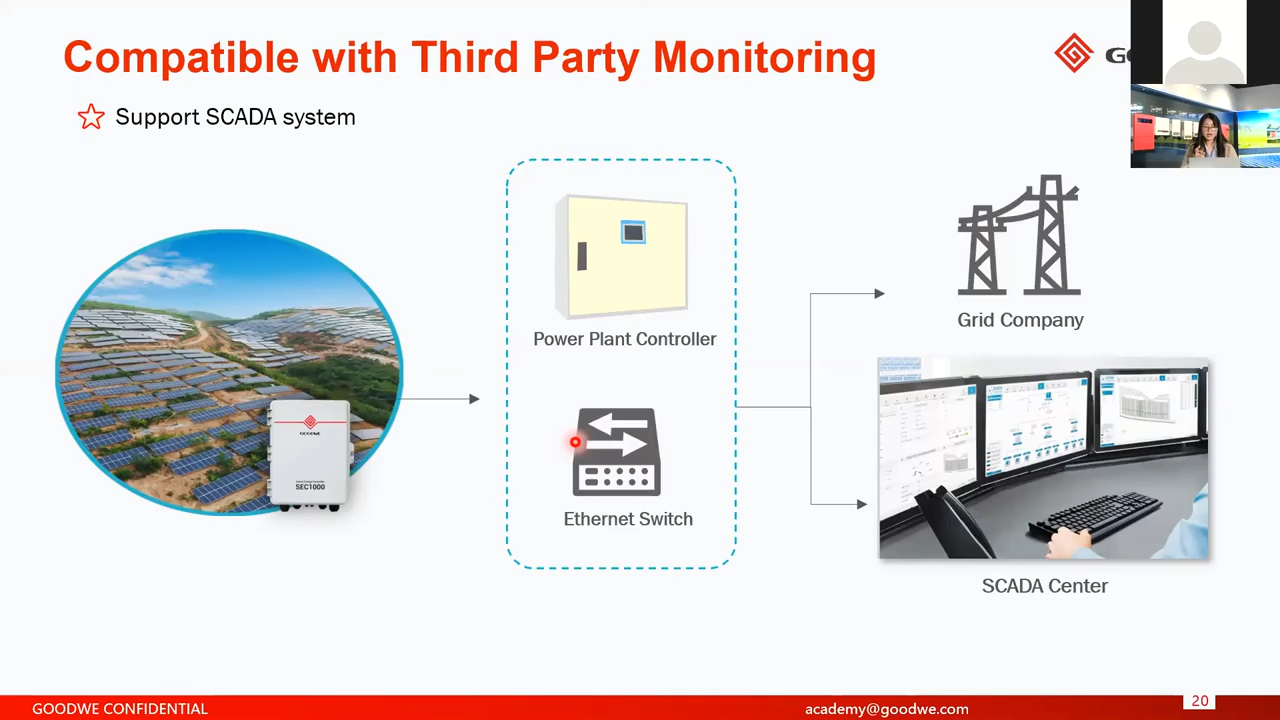 Compatible with Third Party Monitoring
Support SCADA system
Power Plant Controller
Grid Company
GOODWE
SEC1000
Ethernet Switch
SCADA Center
GOODWE CONFIDENTIAL
academy@goodwe.com
20